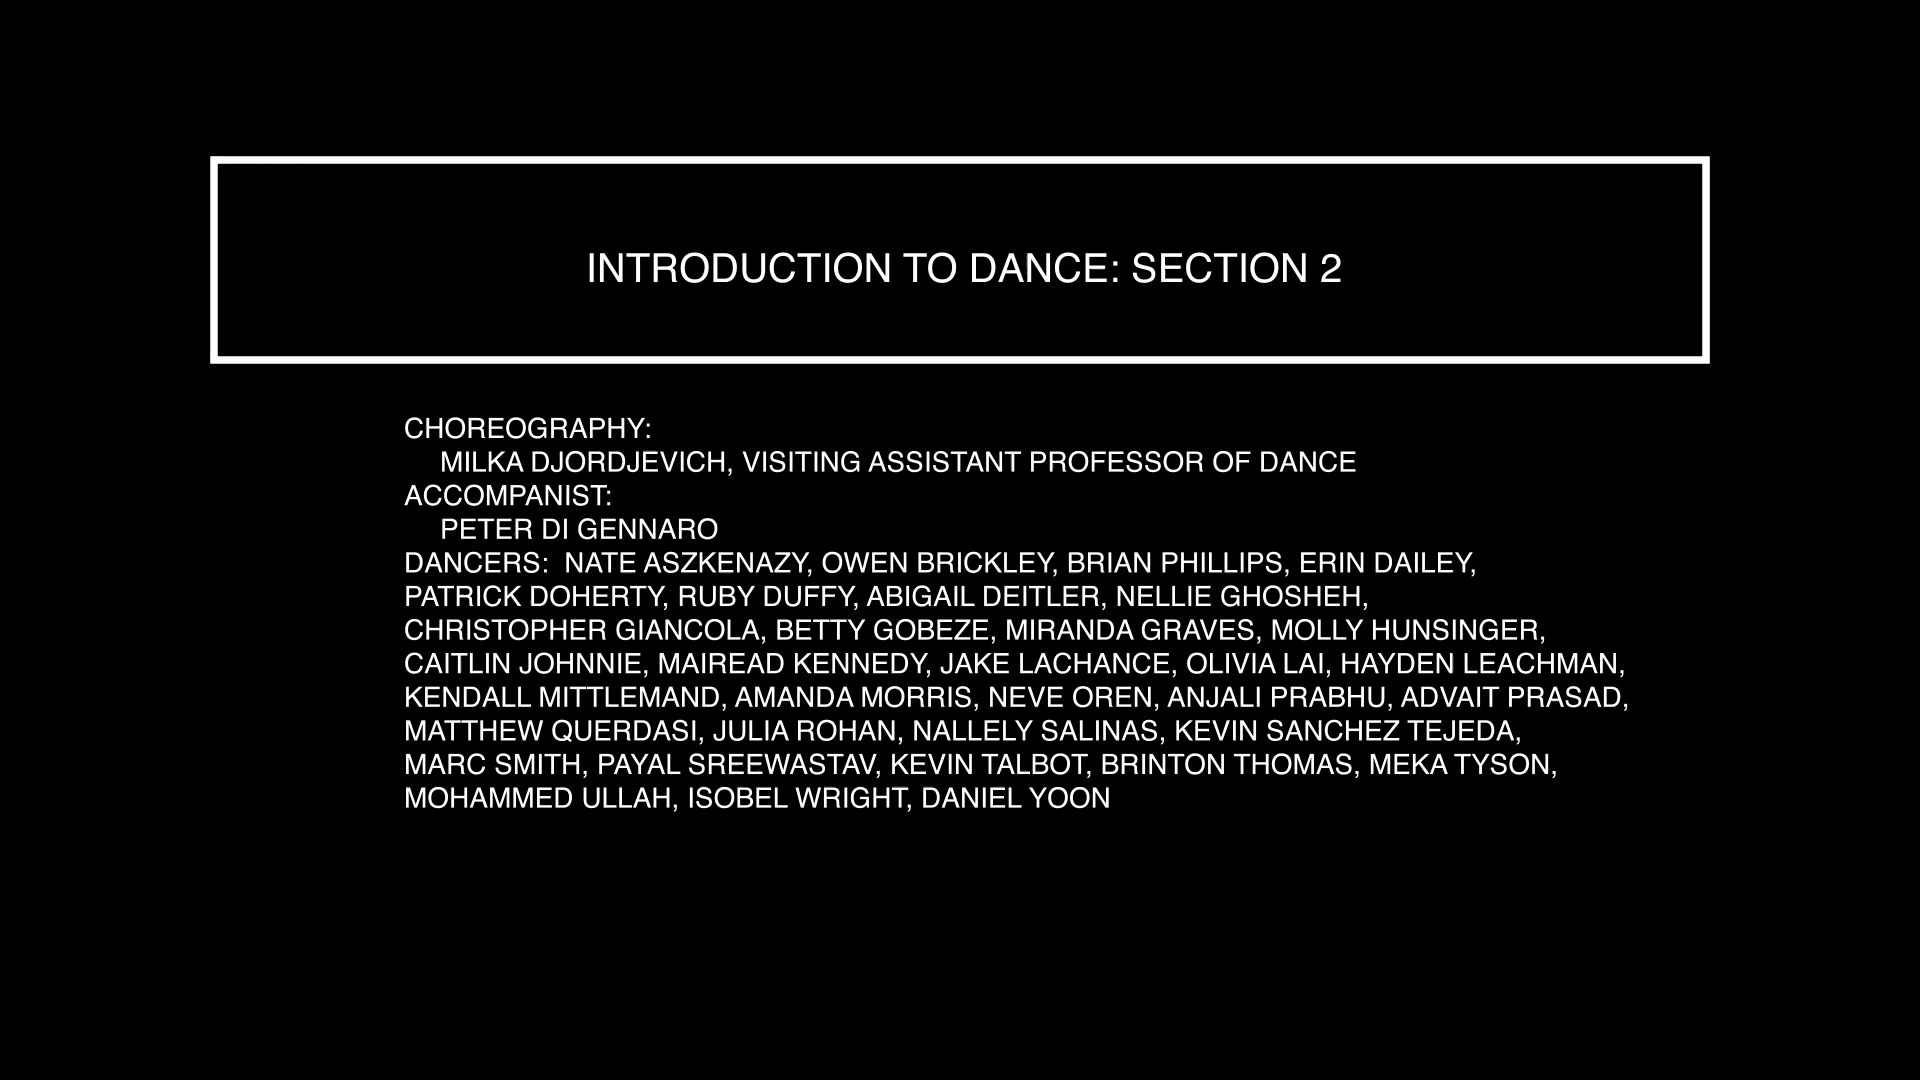 INTRODUCTION TO DANCE: SECTION 2
CHOREOGRAPHY:
MILKA DJORDJEVICH, VISITING ASSISTANT PROFESSOR OF DANCE
ACCOMPANIST:
PETER DI GENNARO
DANCERS:  NATE ASZKENAZY, OWEN BRICKLEY, BRIAN PHILLIPS, ERIN DAILEY,
PATRICK DOHERTY, RUBY DUFFY, ABIGAIL DEITLER, NELLIE GHOSHEH,
CHRISTOPHER GIANCOLA, BETTY GOBEZE, MIRANDA GRAVES, MOLLY HUNSINGER,
CAITLIN JOHNNIE, MAIREAD KENNEDY, JAKE LACHANCE, OLIVIA LAI, HAYDEN LEACHMAN,
KENDALL MITTLEMAND, AMANDA MORRIS, NEVE OREN, ANJALI PRABHU, ADVAIT PRASAD,
MATTHEW QUERDASI, JULIA ROHAN, NALLELY SALINAS, KEVIN SANCHEZ TEJEDA,
MARC SMITH, PAYAL SREEWASTAV, KEVIN TALBOT, BRINTON THOMAS, MEKA TYSON,
MOHAMMED ULLAH, ISOBEL WRIGHT, DANIEL YOON